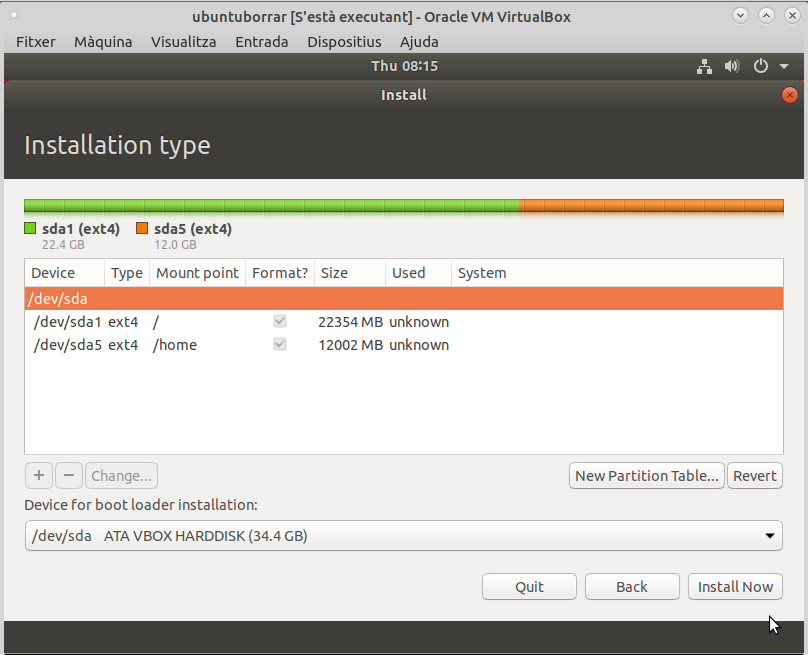 ubuntuborrar [S'està executant] - Oracle VM VirtualBox
Fitxer Màquina Visualitza Entrada Dispositius Ajuda
Thu 08:15
Install
Installation type
sda1 (ext4) sda5 (ext4)
22.4 GB 12.0 GB
Device Type Mount point Format? Size Used System
/dev/sda
/dev/sda1 ext4 / 22354 MB unknown
/dev/sda5 ext4 /home 12002 MB unknown
+ − Change... New Partition Table... Revert
Device for boot loader installation:
/dev/sda ATA VBOX HARDDISK (34.4 GB)
Quit Back Install Now